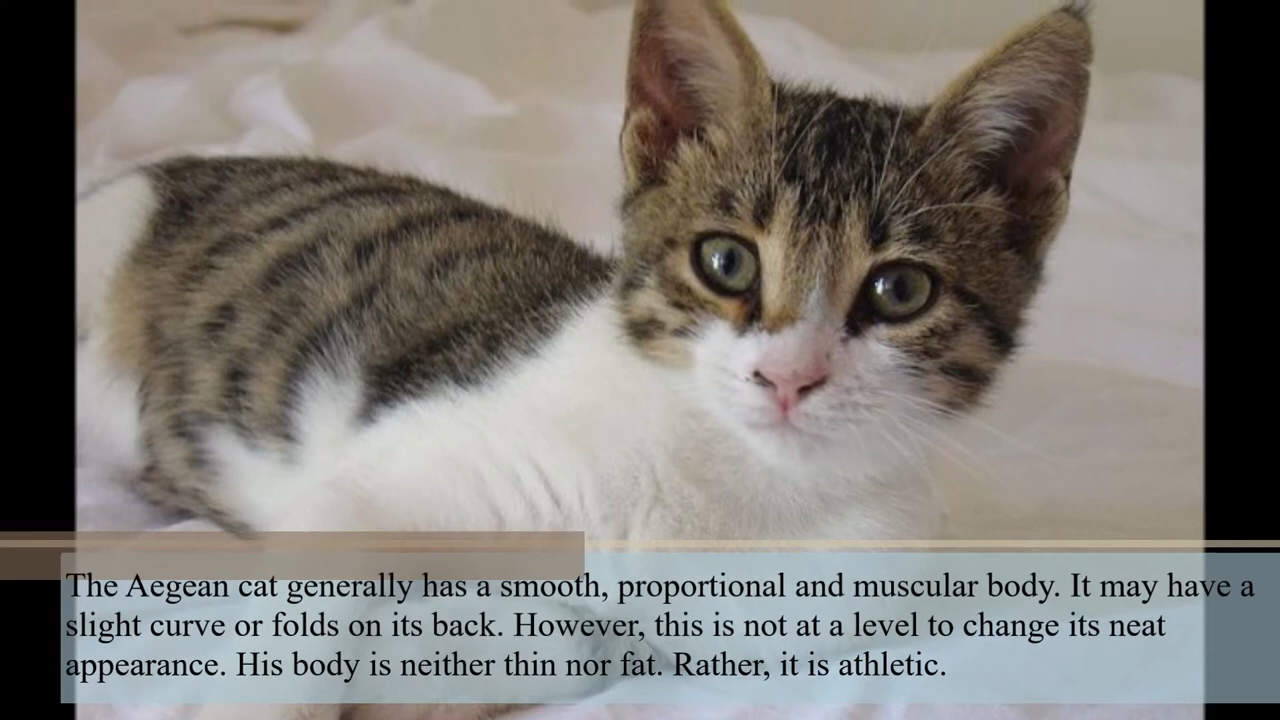 The Aegean cat generally has a smooth, proportional and muscular body. It may have a
slight curve or folds on its back. However, this is not at a level to change its neat
appearance. His body is neither thin nor fat. Rather, it is athletic.